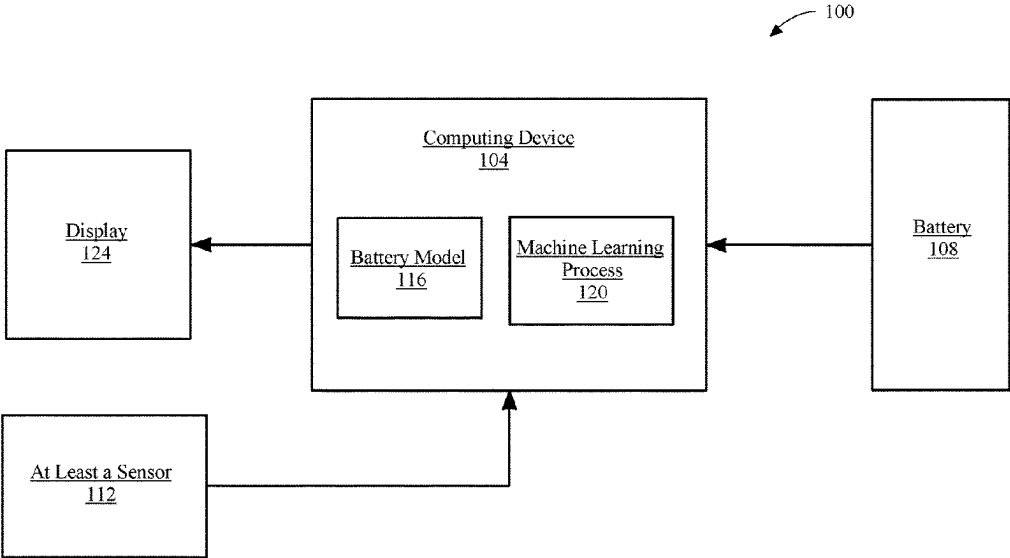 100
Computing Device
104
Display
124
Battery Model
116
Machine Learning
Process
120
Battery
108
At Least a Sensor
112